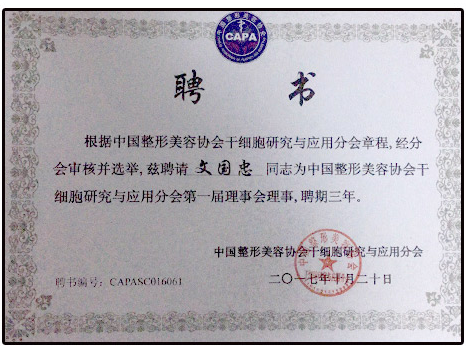 CAPA
聘 书
根据中国整形美容协会干细胞研究与应用分会章程,经分
会审核并选举,兹聘请 文国忠 同志为中国整形美容协会干
细胞研究与应用分会第一届理事会理事,聘期三年。
中国整形美容协会干细胞研究与应用分会
聘书编号:CAPASC016061
二〇一七年十月二十日